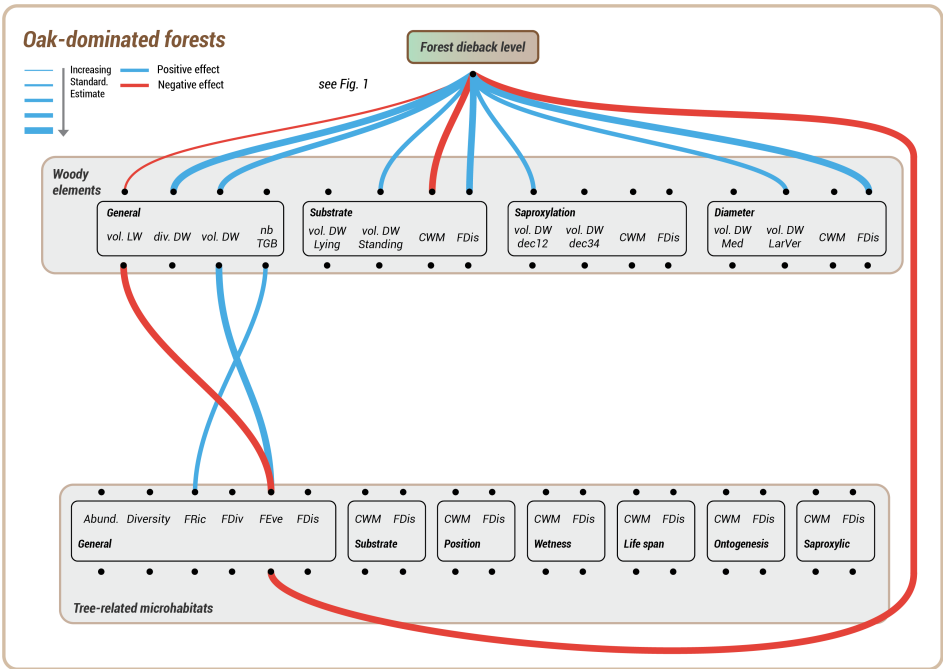 Oak-dominated forests
Forest dieback level
Increasing
Standard.
Estimate
Positive effect
Negative effect
see Fig. 1
Woody
elements
General
vol. LW div. DW vol. DW nb
TGB
Substrate
vol. DW
Lying
vol. DW
Standing
CWM FDis
Saproxylation
vol. DW
dec12
vol. DW
dec34
CWM FDis
Diameter
vol. DW
Med
vol. DW
LarVer
CWM FDis
Abund. Diversity FRic FDiv FEve FDis
General
CWM FDis
Substrate
CWM FDis
Position
CWM FDis
Wetness
CWM FDis
Life span
CWM FDis
Ontogenesis
CWM FDis
Saproxylic
Tree-related microhabitats